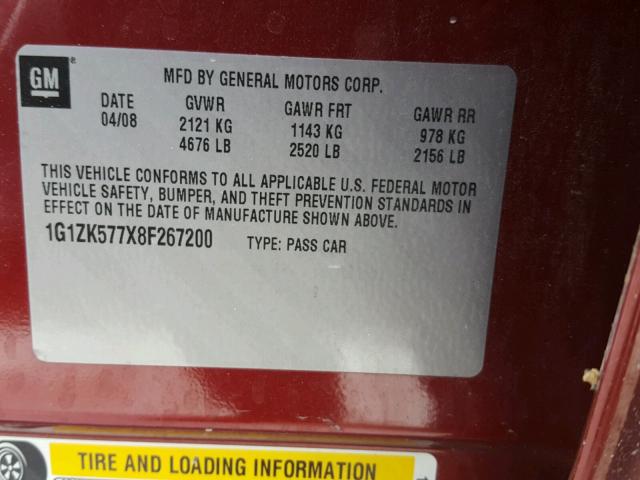 GM
MFD BY GENERAL MOTORS CORP.
DATE GVWR GAWR FRT GAWR RR
04/08 2121 KG 1143 KG 978 KG
4676 LB 2520 LB 2156 LB
THIS VEHICLE CONFORMS TO ALL APPLICABLE U.S. FEDERAL MOTOR
VEHICLE SAFETY, BUMPER, AND THEFT PREVENTION STANDARDS IN
EFFECT ON THE DATE OF MANUFACTURE SHOWN ABOVE.
1G1ZK577X8F267200 TYPE: PASS CAR
TIRE AND LOADING INFORMATION